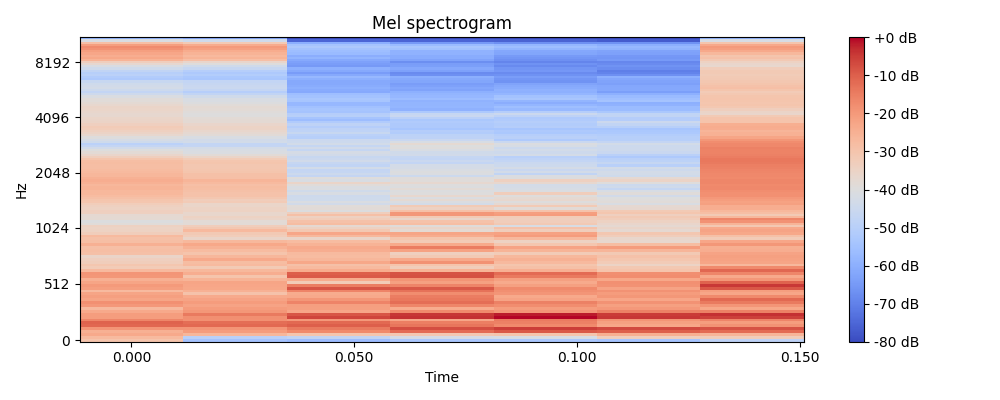 Mel spectrogram
Hz
8192
4096
2048
1024
512
0
0.000
0.050
0.100
0.150
Time
+0 dB
-10 dB
-20 dB
-30 dB
-40 dB
-50 dB
-60 dB
-70 dB
-80 dB